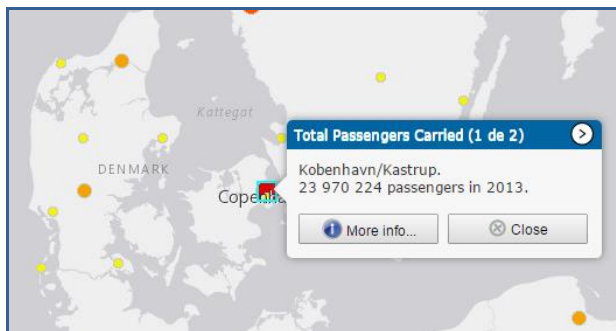 Kattegat
Total Passengers Carried (1 de 2)
DENMARK
Kobenhavn/Kastrup.
23 970 224 passengers in 2013.
Copenha
More info...
Close